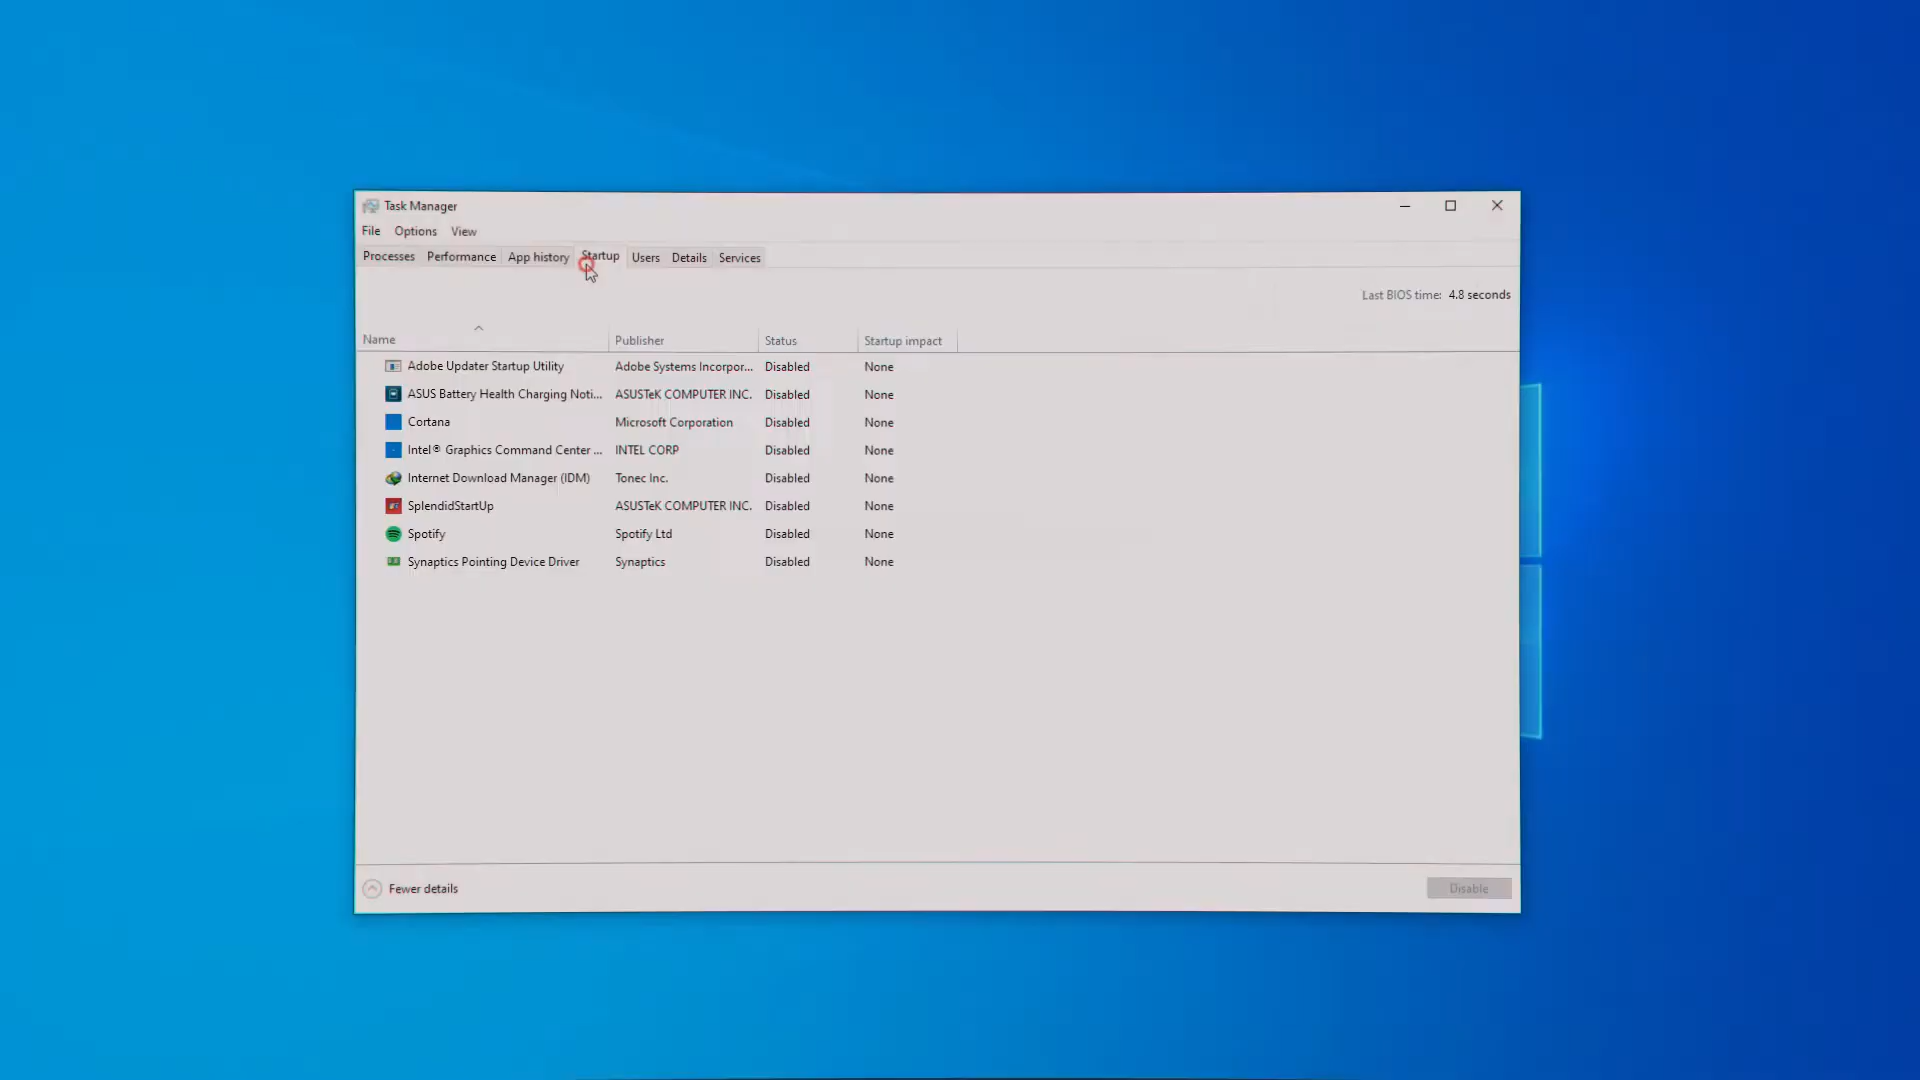 Task Manager
File Options View
Processes Performance App history Startup Users Details Services
Last BIOS time: 4.8 seconds
Name Publisher Status Startup impact
Adobe Updater Startup Utility Adobe Systems Incorpor... Disabled None
ASUS Battery Health Charging Noti... ASUSTeK COMPUTER INC. Disabled None
Cortana Microsoft Corporation Disabled None
Intel® Graphics Command Center ... INTEL CORP Disabled None
Internet Download Manager (IDM) Tonec Inc. Disabled None
SplendidStartUp ASUSTeK COMPUTER INC. Disabled None
Spotify Spotify Ltd Disabled None
Synaptics Pointing Device Driver Synaptics Disabled None
Fewer details Disable